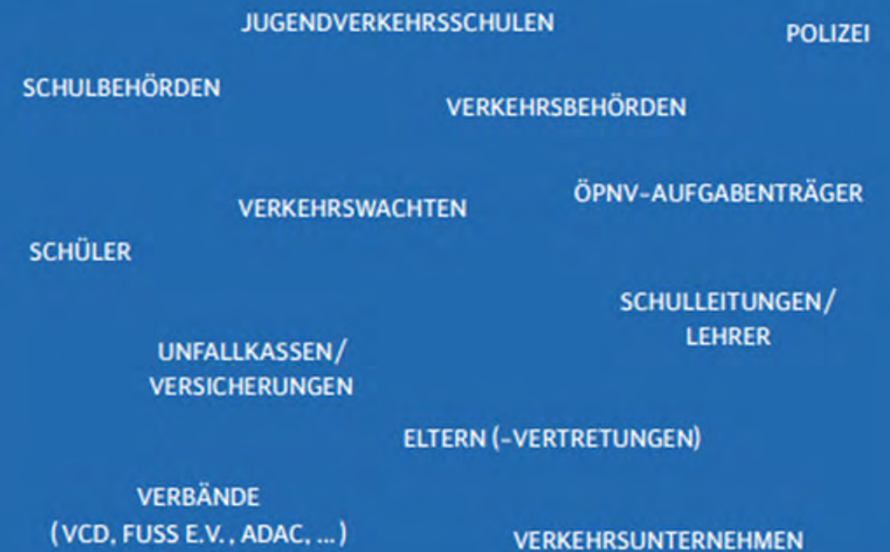 JUGENDVERKEHRSSCHULEN
POLIZEI
SCHULBEHÖRDEN
VERKEHRSBEHÖRDEN
ÖPNV-AUFGABENTRÄGER
VERKEHRSWACHTEN
SCHÜLER
SCHULLEITUNGEN/
LEHRER
UNFALLKASSEN/
VERSICHERUNGEN
ELTERN (-VERTRETUNGEN)
VERBÄNDE
(VCD, FUSS E.V., ADAC, ...)
VERKEHRSUNTERNEHMEN